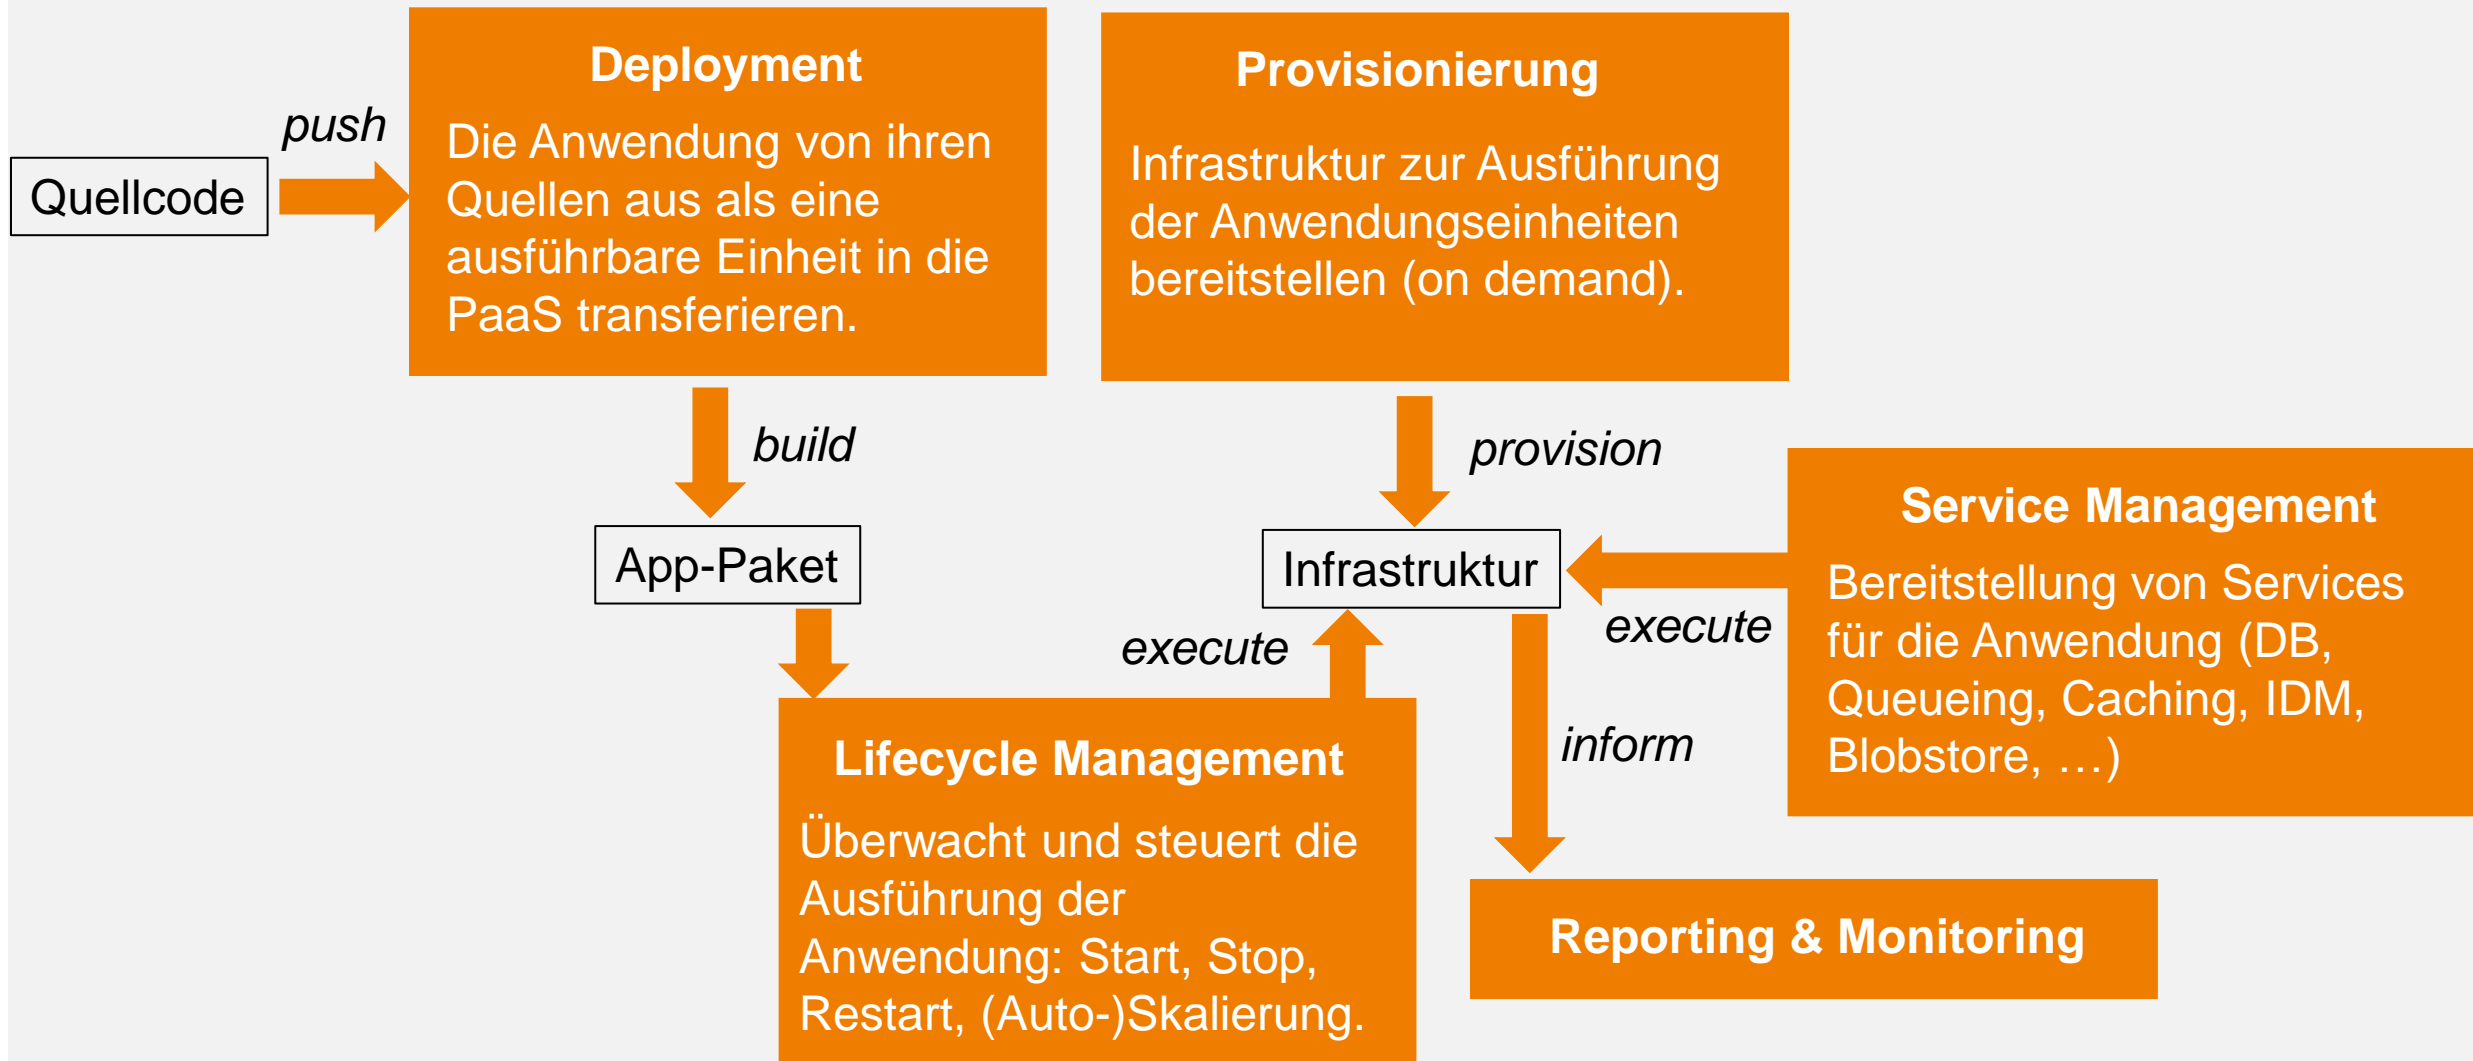 Quellcode
push
Deployment
Die Anwendung von ihren
Quellen aus als eine
ausführbare Einheit in die
PaaS transferieren.
Provisionierung
Infrastruktur zur Ausführung
der Anwendungseinheiten
bereitstellen (on demand).
build
provision
App-Paket
Infrastruktur
execute
execute
Service Management
Bereitstellung von Services
für die Anwendung (DB,
Queueing, Caching, IDM,
Blobstore, …)
Lifecycle Management
Überwacht und steuert die
Ausführung der
Anwendung: Start, Stop,
Restart, (Auto-)Skalierung.
inform
Reporting & Monitoring